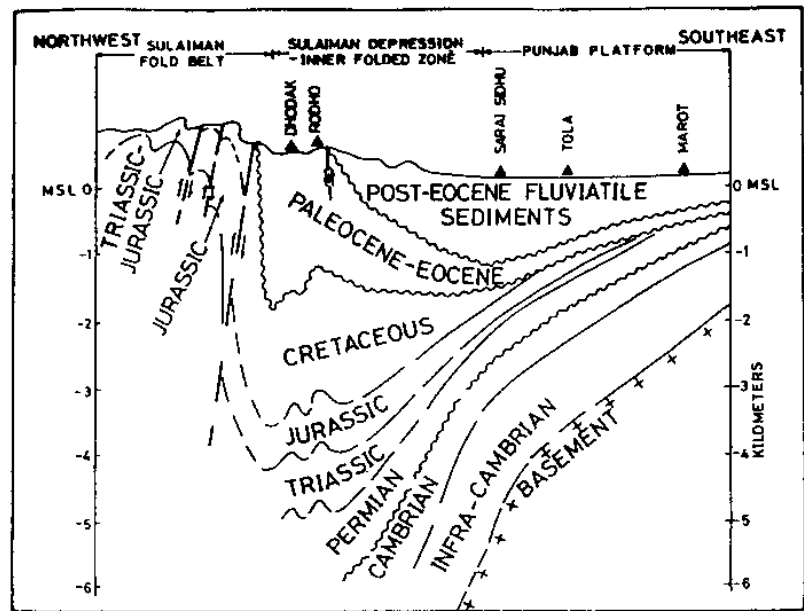 NORTHWEST
SULAIMAN
FOLD BELT
SULAIMAN DEPRESSION
-INNER FOLDED ZONE
PUNJAB PLATFORM
SOUTHEAST
DHODAK
RODHO
SARAI SIDHU
TOLA
MAROT
MSL 0
0 MSL
TRIASSIC-
JURASSIC
JURASSIC
PALEOCENE-EOCENE
POST-EOCENE FLUVIATILE
SEDIMENTS
CRETACEOUS
JURASSIC
TRIASSIC
PERMIAN
CAMBRIAN
INFRA-CAMBRIAN
BASEMENT
-1
-2
-3
-4
-5
-6
-1
-2
-3
-4
-5
-6
KILOMETERS